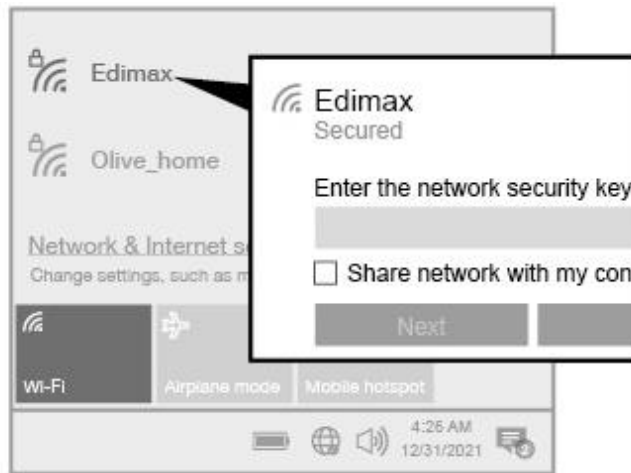 Edimax
Olive_home
Network & Internet se
Change settings, such as m
Wi-Fi
Airplane mode
Mobile hotspot
4:26 AM
12/31/2021
Edimax
Secured
Enter the network security key
Share network with my con
Next